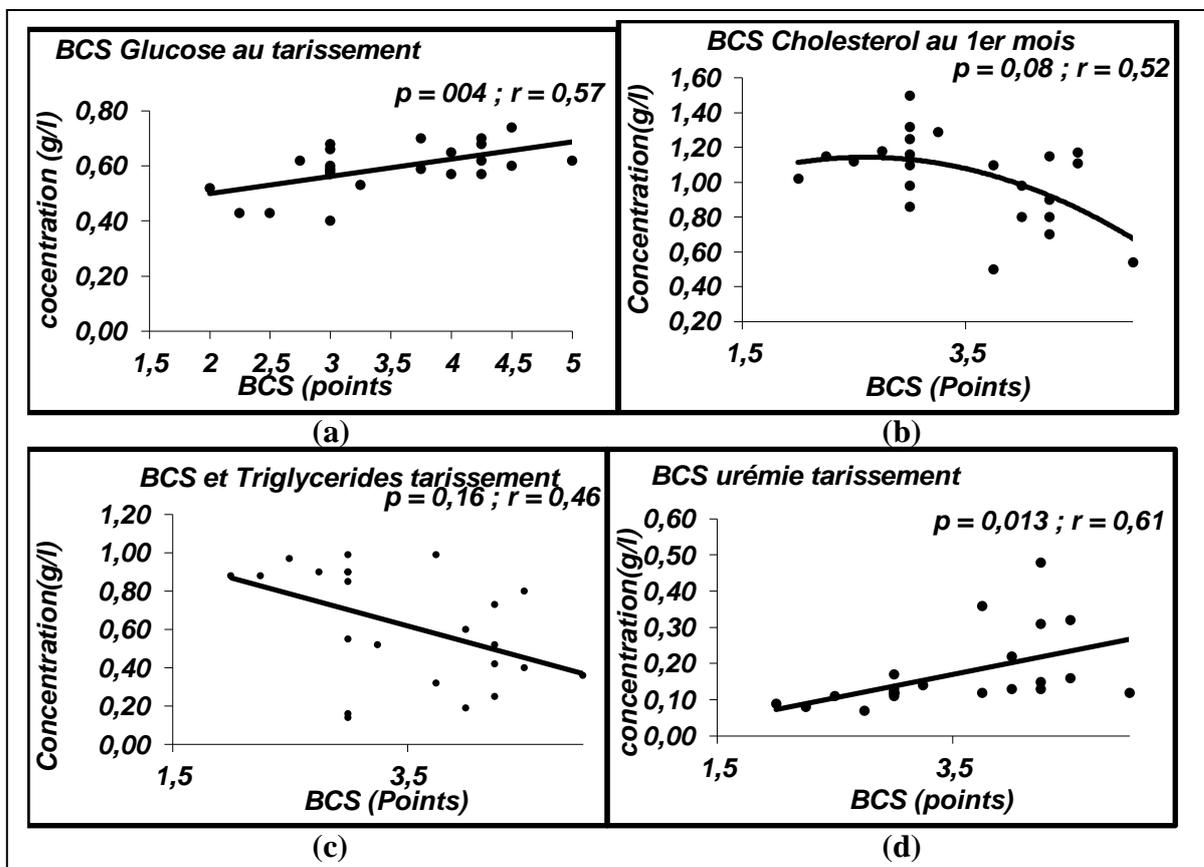 BCS Glucose au tarissement
p = 004 ; r = 0,57
cocentration (g/l)
0,80
0,60
0,40
0,20
0,00
1,5 2 2,5 3 3,5 4 4,5 5
BCS (points
(a)
BCS Cholesterol au 1er mois
p = 0,08 ; r = 0,52
Concentration(g/l)
1,60
1,40
1,20
1,00
0,80
0,60
0,40
0,20
1,5 3,5
BCS (Points)
(b)
BCS et Triglycerides tarissement
p = 0,16 ; r = 0,46
Concentration(g/l)
1,20
1,00
0,80
0,60
0,40
0,20
0,00
1,5 3,5
BCS (Points)
(c)
BCS urémie tarissement
p = 0,013 ; r = 0,61
concentration(g/l)
0,60
0,50
0,40
0,30
0,20
0,10
0,00
1,5 3,5
BCS (points)
(d)